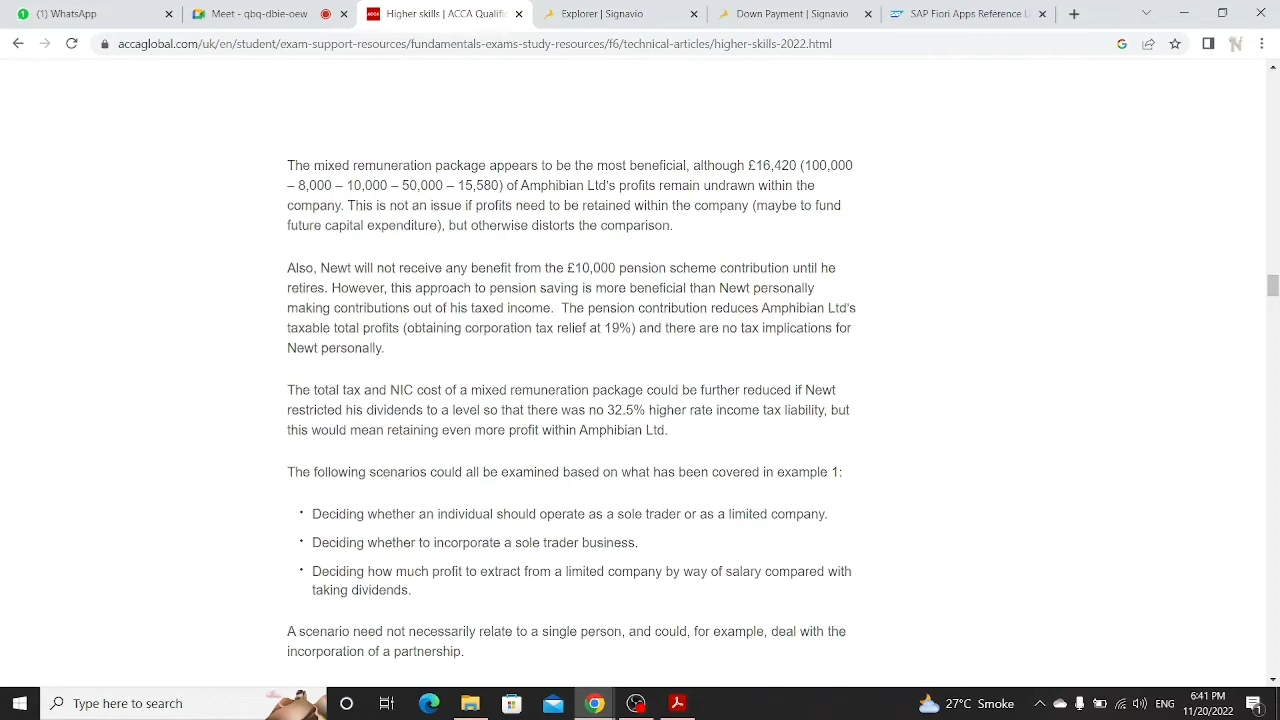 (1) WhatsApp
Meet - qbq-dbie-oew
Higher skills | ACCA Qualific
Explorer | Signavio
Down Payment | Signavio
SAP Fiori Apps Reference Li
accaglobal.com/uk/en/student/exam-support-resources/fundamentals-exams-study-resources/f6/technical-articles/higher-skills-2022.html
The mixed remuneration package appears to be the most beneficial, although £16,420 (100,000
– 8,000 – 10,000 – 50,000 – 15,580) of Amphibian Ltd's profits remain undrawn within the
company. This is not an issue if profits need to be retained within the company (maybe to fund
future capital expenditure), but otherwise distorts the comparison.
Also, Newt will not receive any benefit from the £10,000 pension scheme contribution until he
retires. However, this approach to pension saving is more beneficial than Newt personally
making contributions out of his taxed income.  The pension contribution reduces Amphibian Ltd's
taxable total profits (obtaining corporation tax relief at 19%) and there are no tax implications for
Newt personally.
The total tax and NIC cost of a mixed remuneration package could be further reduced if Newt
restricted his dividends to a level so that there was no 32.5% higher rate income tax liability, but
this would mean retaining even more profit within Amphibian Ltd.
The following scenarios could all be examined based on what has been covered in example 1:
• Deciding whether an individual should operate as a sole trader or as a limited company.
• Deciding whether to incorporate a sole trader business.
• Deciding how much profit to extract from a limited company by way of salary compared with
taking dividends.
A scenario need not necessarily relate to a single person, and could, for example, deal with the
incorporation of a partnership.
Type here to search
27°C Smoke
ENG
6:41 PM
11/20/2022